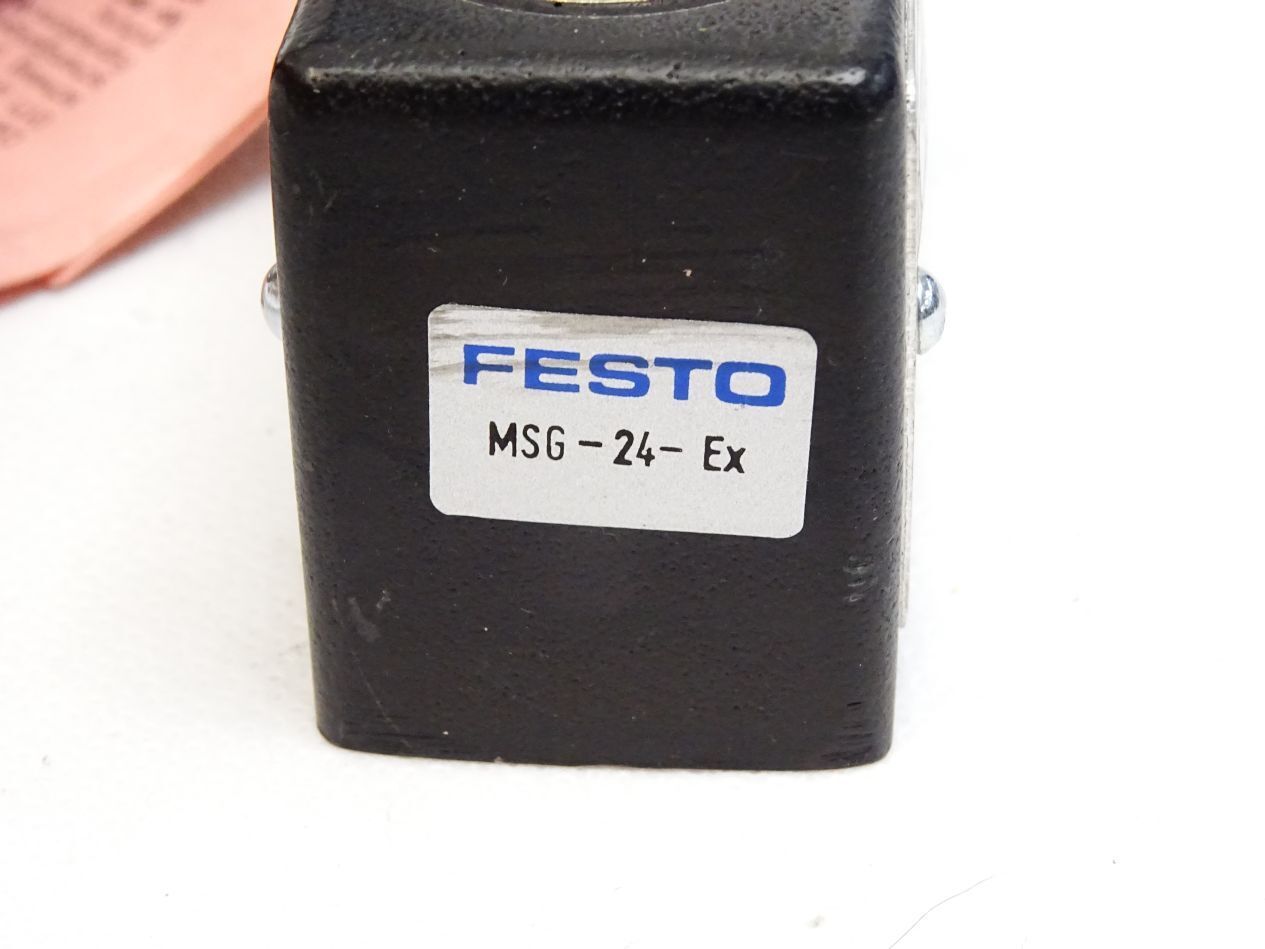 FESTO
MSG - 24 - Ex